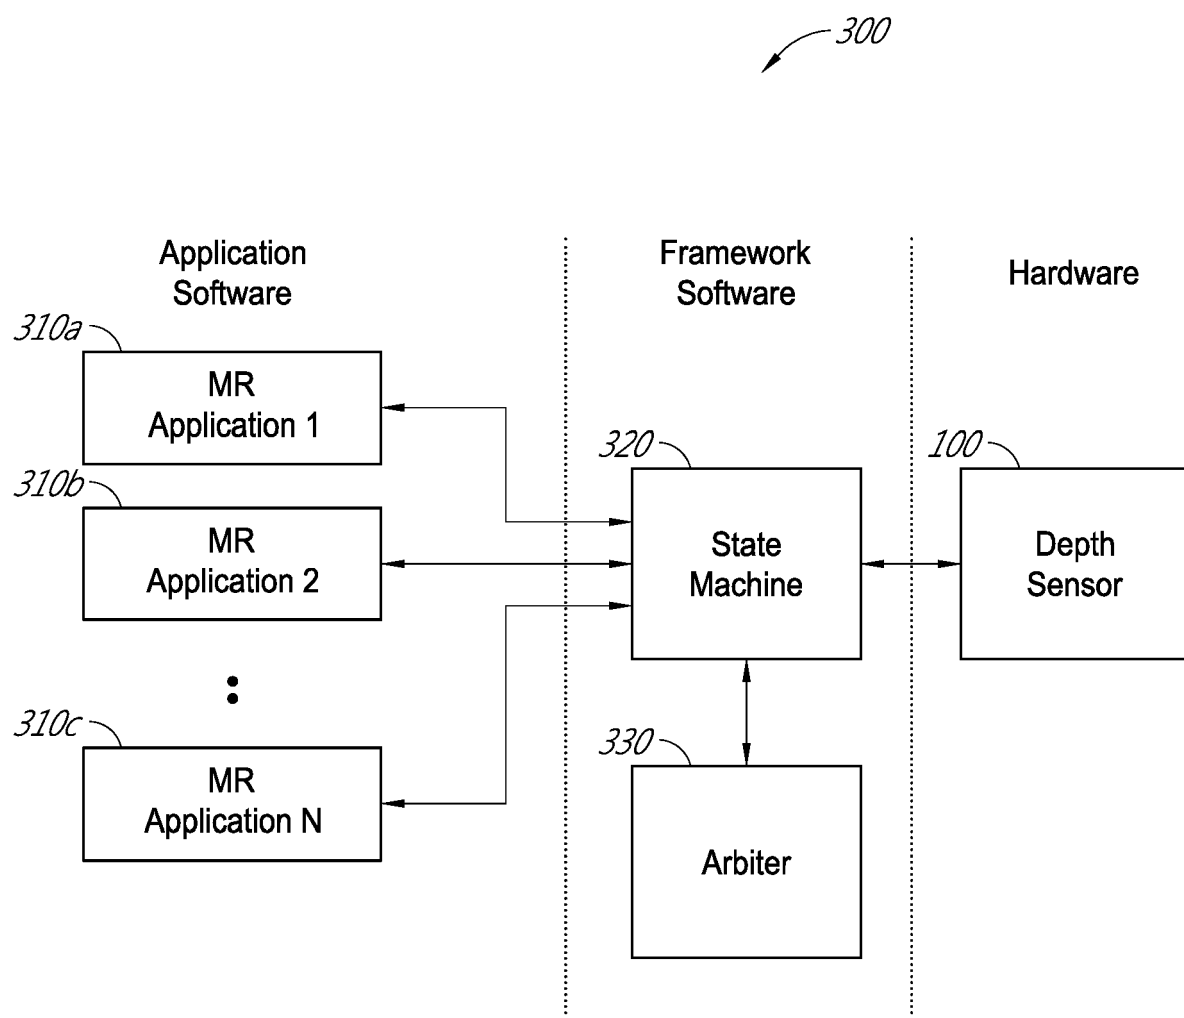 300
Application
Software
Framework
Software
Hardware
310a
MR
Application 1
310b
MR
Application 2
310c
MR
Application N
320
State
Machine
330
Arbiter
100
Depth
Sensor